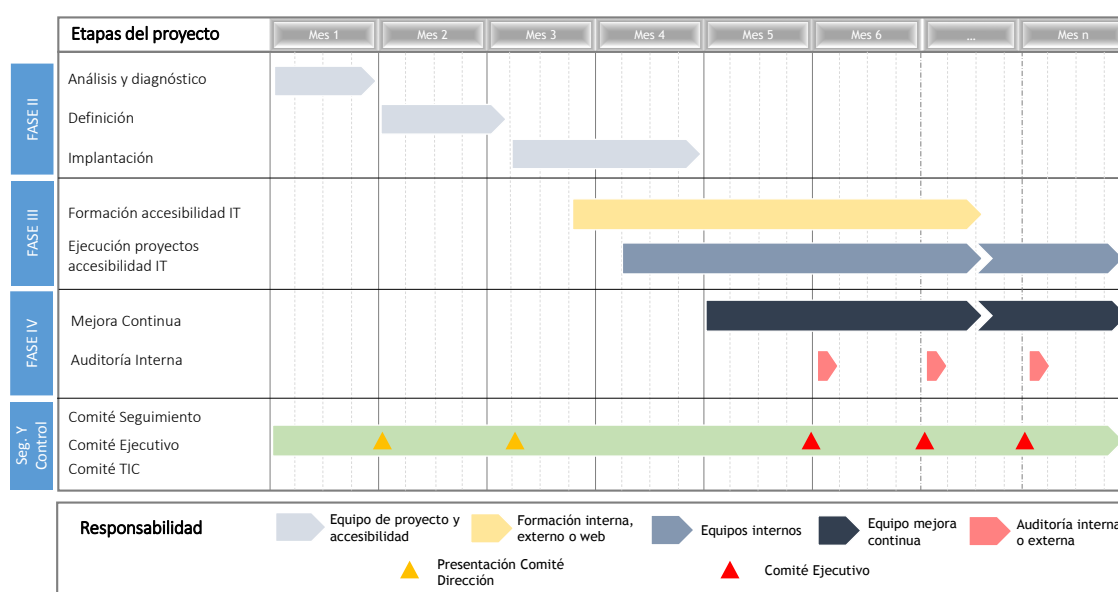 Etapas del proyecto
Mes 1
Mes 2
Mes 3
Mes 4
Mes 5
Mes 6
...
Mes n
FASE II
Análisis y diagnóstico
Definición
Implantación
FASE III
Formación accesibilidad IT
Ejecución proyectos
accesibilidad IT
FASE IV
Mejora Continua
Auditoría Interna
Seg. Y
Control
Comité Seguimiento
Comité Ejecutivo
Comité TIC
Responsabilidad
Equipo de proyecto y
accesibilidad
Formación interna,
externo o web
Equipos internos
Equipo mejora
continua
Auditoría interna
o externa
Presentación Comité
Dirección
Comité Ejecutivo